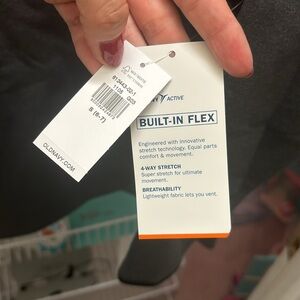 ACTIVE
BUILT-IN FLEX
Engineered with innovative
stretch technology. Equal parts
comfort & movement.
4-WAY STRETCH
Super stretch for ultimate
movement.
BREATHABILITY
Lightweight fabric lets you vent.
S (6-7)
OLDNAVY.COM